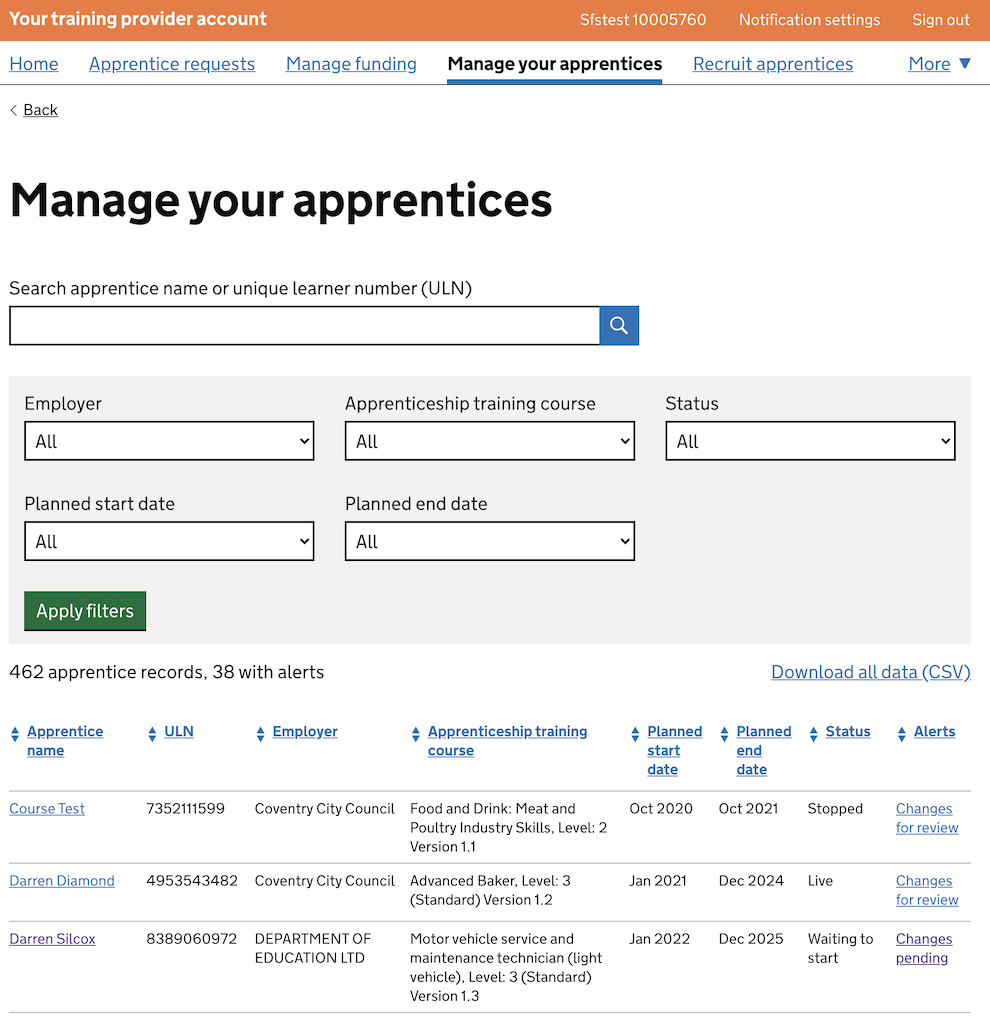 Your training provider account
Sfstest 10005760 Notification settings Sign out
Home Apprentice requests Manage funding Manage your apprentices Recruit apprentices More ▼
Back
Manage your apprentices
Search apprentice name or unique learner number (ULN)
Employer Apprenticeship training course Status
All All All
Planned start date Planned end date
All All
Apply filters
462 apprentice records, 38 with alerts Download all data (CSV)
Apprentice ULN Employer Apprenticeship training Planned Planned Status Alerts
name course start end
date date
Course Test 7352111599 Coventry City Council Food and Drink: Meat and Oct 2020 Oct 2021 Stopped Changes
Poultry Industry Skills, Level: 2 for review
Version 1.1
Darren Diamond 4953543482 Coventry City Council Advanced Baker, Level: 3 Jan 2021 Dec 2024 Live Changes
(Standard) Version 1.2 for review
Darren Silcox 8389060972 DEPARTMENT OF Motor vehicle service and Jan 2022 Dec 2025 Waiting to Changes
EDUCATION LTD maintenance technician (light start pending
vehicle), Level: 3 (Standard)
Version 1.3